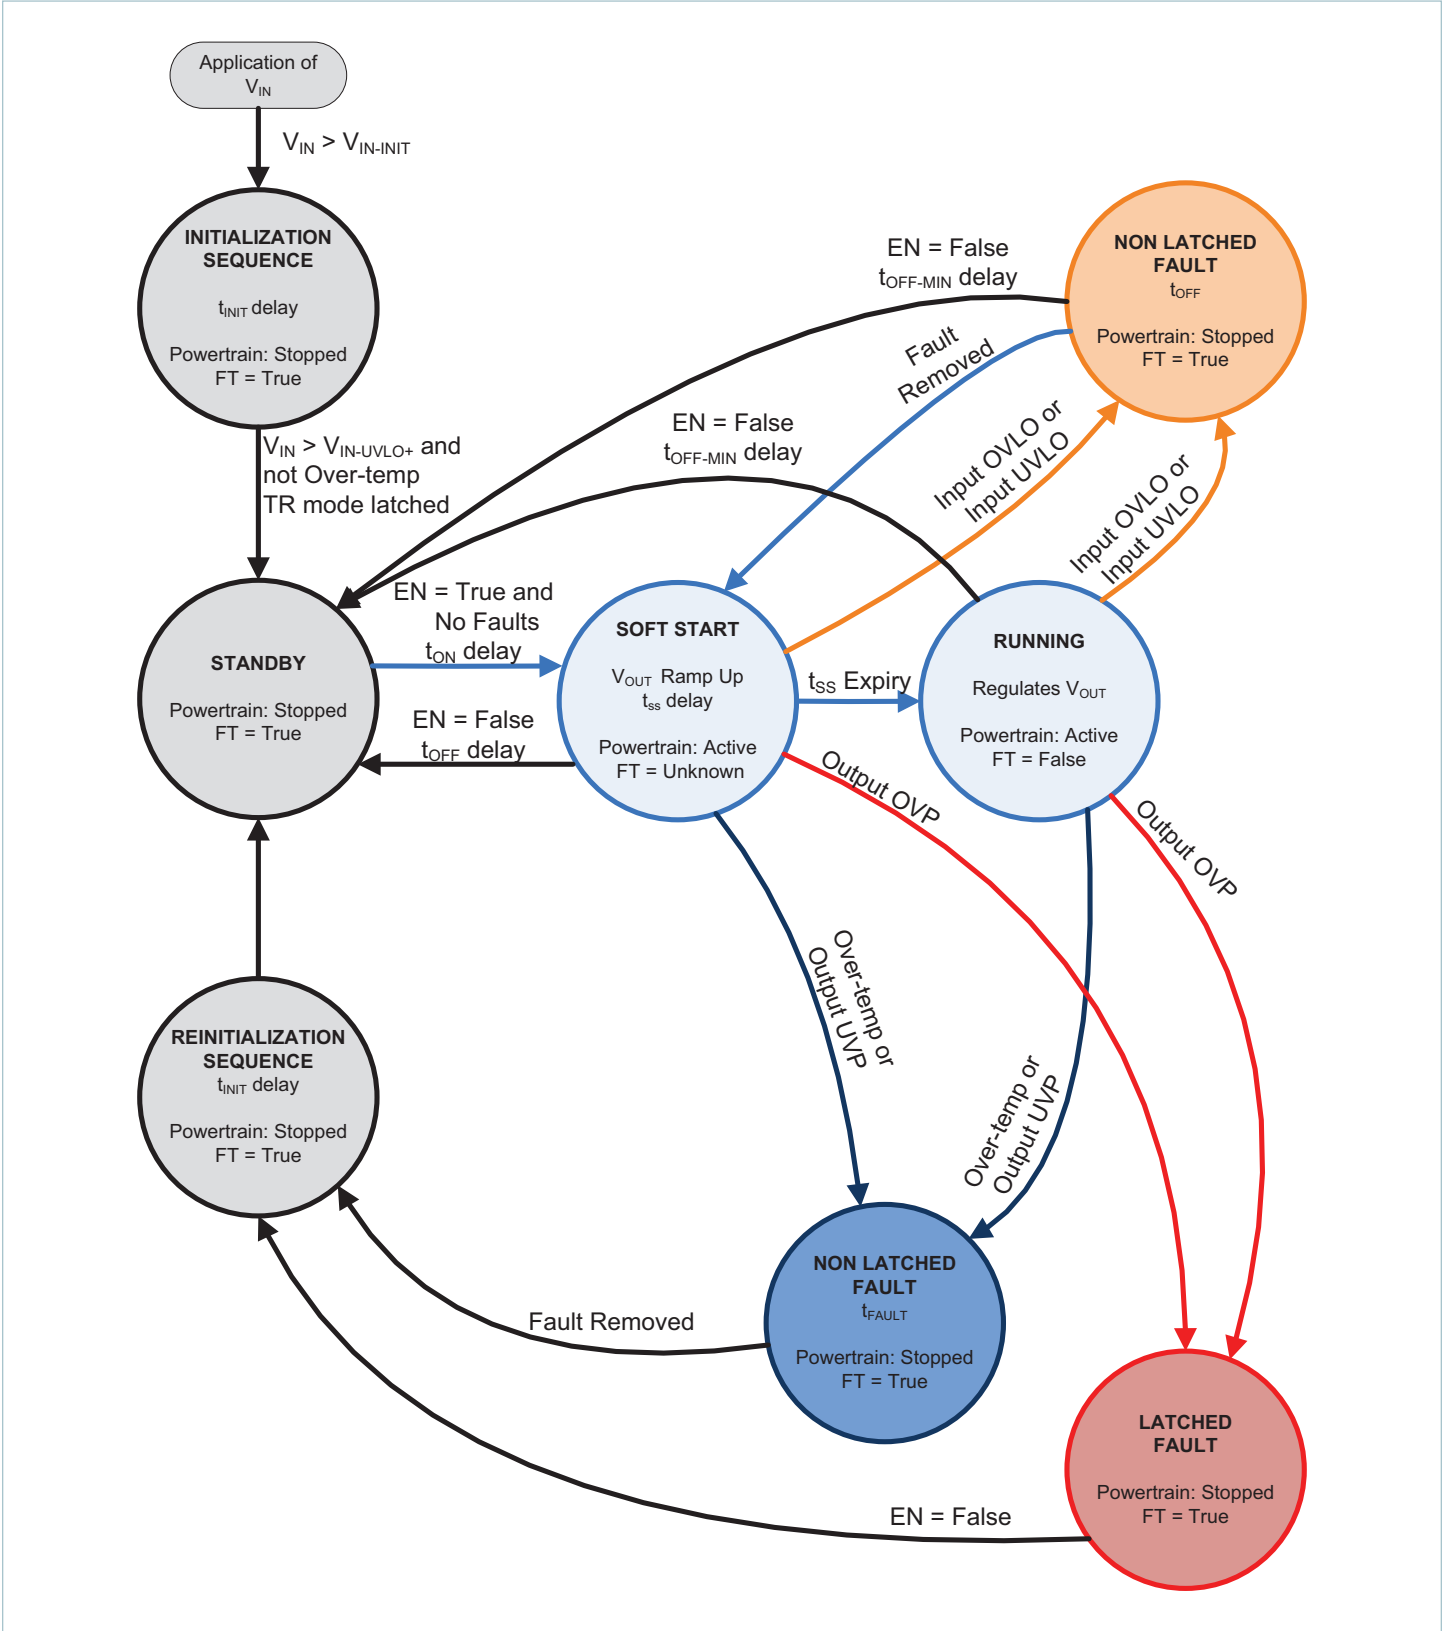 Application of
VIN
VIN > VIN-INIT
INITIALIZATION
SEQUENCE
tINIT delay
Powertrain: Stopped
FT = True
VIN > VIN-UVLO+ and
not Over-temp
TR mode latched
NON LATCHED
FAULT
tOFF
Powertrain: Stopped
FT = True
EN = False
tOFF-MIN delay
Fault
Removed
EN = False
tOFF-MIN delay
Input OVLO or
Input UVLO
Input OVLO or
Input UVLO
STANDBY
Powertrain: Stopped
FT = True
EN = True and
No Faults
tON delay
EN = False
tOFF delay
SOFT START
VOUT Ramp Up
tss delay
Powertrain: Active
FT = Unknown
tSS Expiry
RUNNING
Regulates VOUT
Powertrain: Active
FT = False
Output OVP
Output OVP
Over-temp or
Output UVP
Over-temp or
Output UVP
REINITIALIZATION
SEQUENCE
tINIT delay
Powertrain: Stopped
FT = True
Fault Removed
NON LATCHED
FAULT
tFAULT
Powertrain: Stopped
FT = True
EN = False
LATCHED
FAULT
Powertrain: Stopped
FT = True